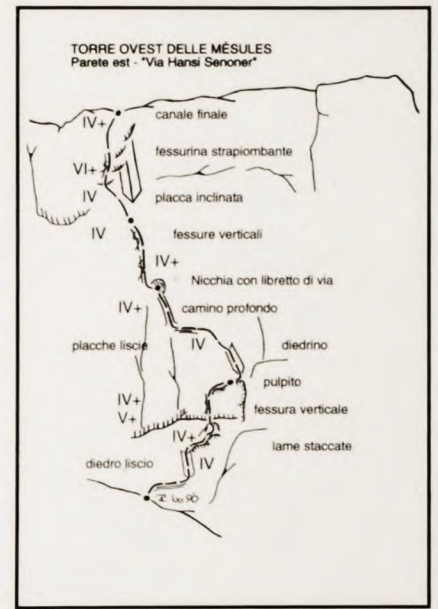 TORRE OVEST DELLE MÉSULES
Parete est - "Via Hansi Senoner"
IV+
canale finale
fessurina strapiombante
VI+
IV
placca inclinata
IV
fessure verticali
IV+
Nicchia con libretto di via
IV+
camino profondo
placche liscie
IV
diedrino
pulpito
IV+
fessura verticale
V+
IV+
lame staccate
diedro liscio
IV